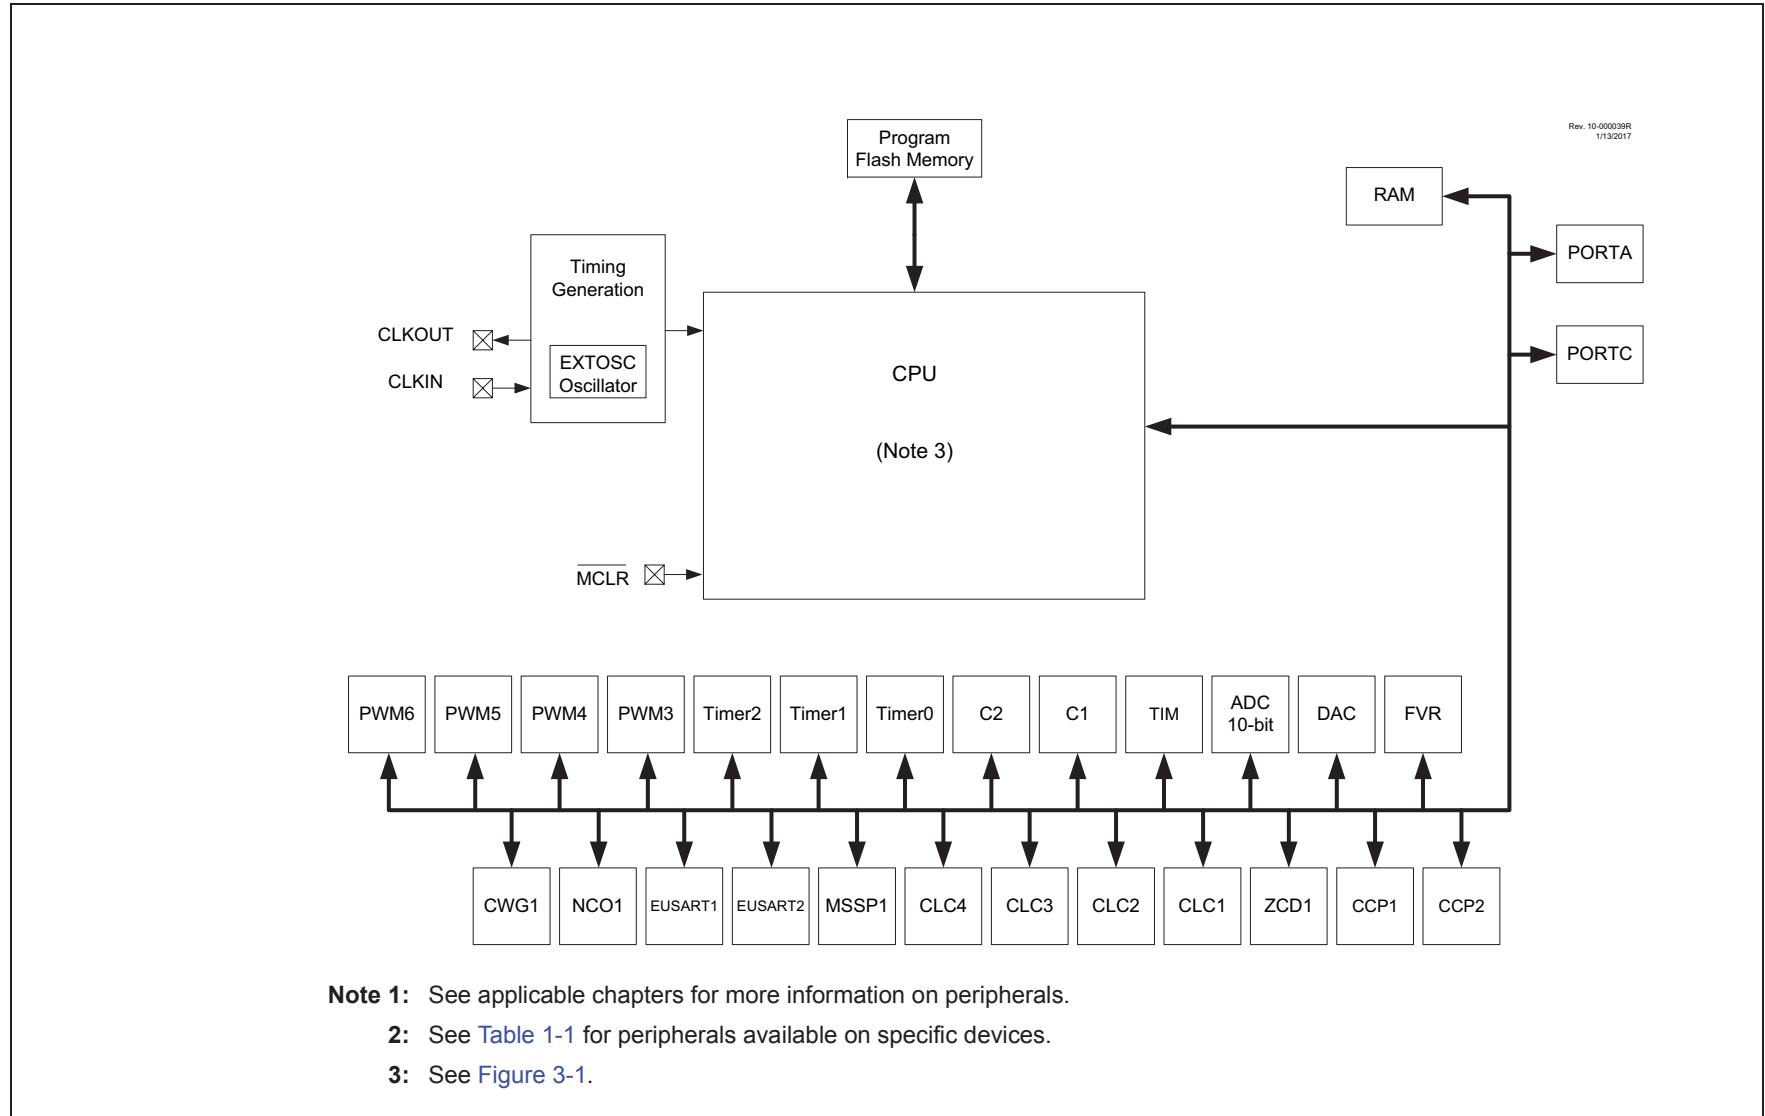 Rev. 10-000039R
1/13/2017
Program
Flash Memory
RAM
PORTA
Timing
Generation
CLKOUT
PORTC
EXTOSC
Oscillator
CLKIN
CPU
(Note 3)
MCLR
PWM6 PWM5 PWM4 PWM3 Timer2 Timer1 Timer0 C2 C1 TIM ADC 10-bit DAC FVR
CWG1 NCO1 EUSART1 EUSART2 MSSP1 CLC4 CLC3 CLC2 CLC1 ZCD1 CCP1 CCP2
Note 1: See applicable chapters for more information on peripherals.
2: See Table 1-1 for peripherals available on specific devices.
3: See Figure 3-1.